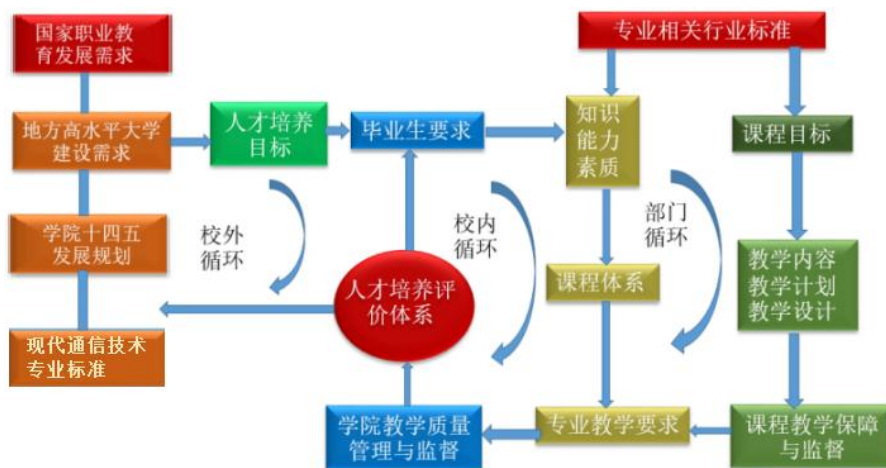 国家职业教
育发展需求
专业相关行业标准
地方高水平大学
建设需求
人才培养
目标
毕业生要求
知识
能力
素质
课程目标
学院十四五
发展规划
校外
循环
校内
循环
部门
循环
人才培养评
价体系
课程体系
教学内容
教学计划
教学设计
现代通信技术
专业标准
学院教学质量
管理与监督
专业教学要求
课程教学保障
与监督